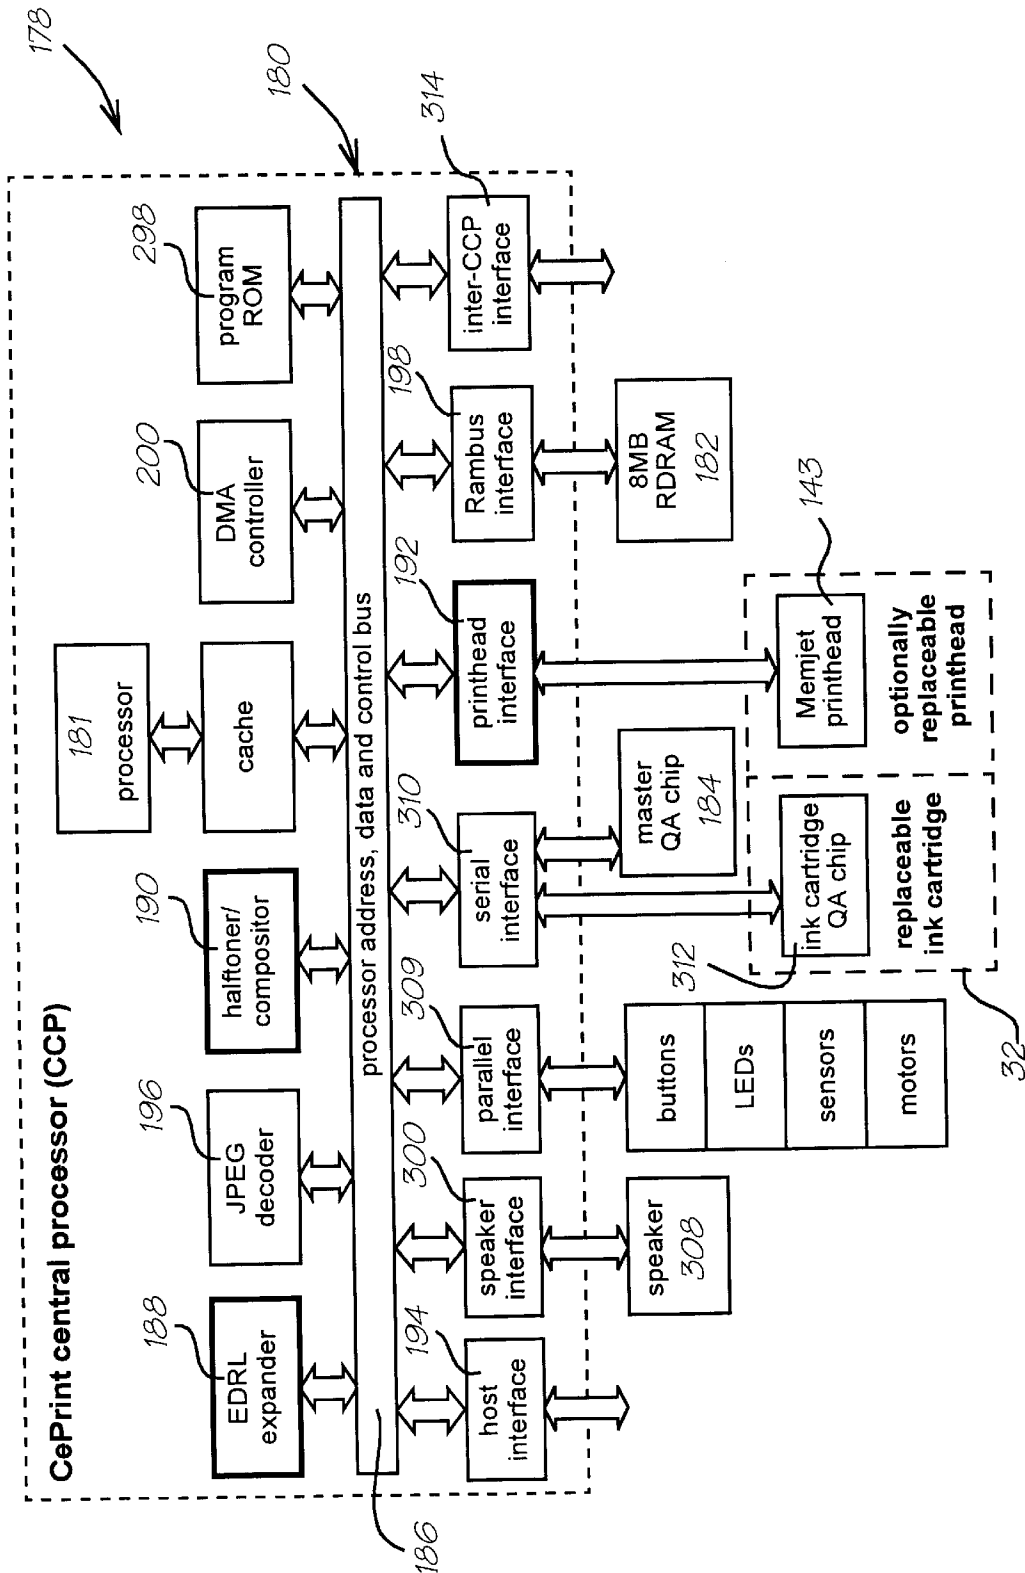 178
CePrint central processor (CCP)
180
181
processor
188
EDRL
expander
196
JPEG
decoder
190
halftoner/
compositor
cache
200
DMA
controller
298
program
ROM
processor address, data and control bus
186
194
host
interface
300
speaker
interface
309
parallel
interface
310
serial
interface
192
printhead
interface
198
Rambus
interface
314
inter-CCP
interface
speaker
308
buttons
LEDs
sensors
motors
master
QA chip
184
8MB
RDRAM
182
312
ink cartridge
QA chip
replaceable
ink cartridge
143
Memjet
printhead
optionally
replaceable
printhead
32